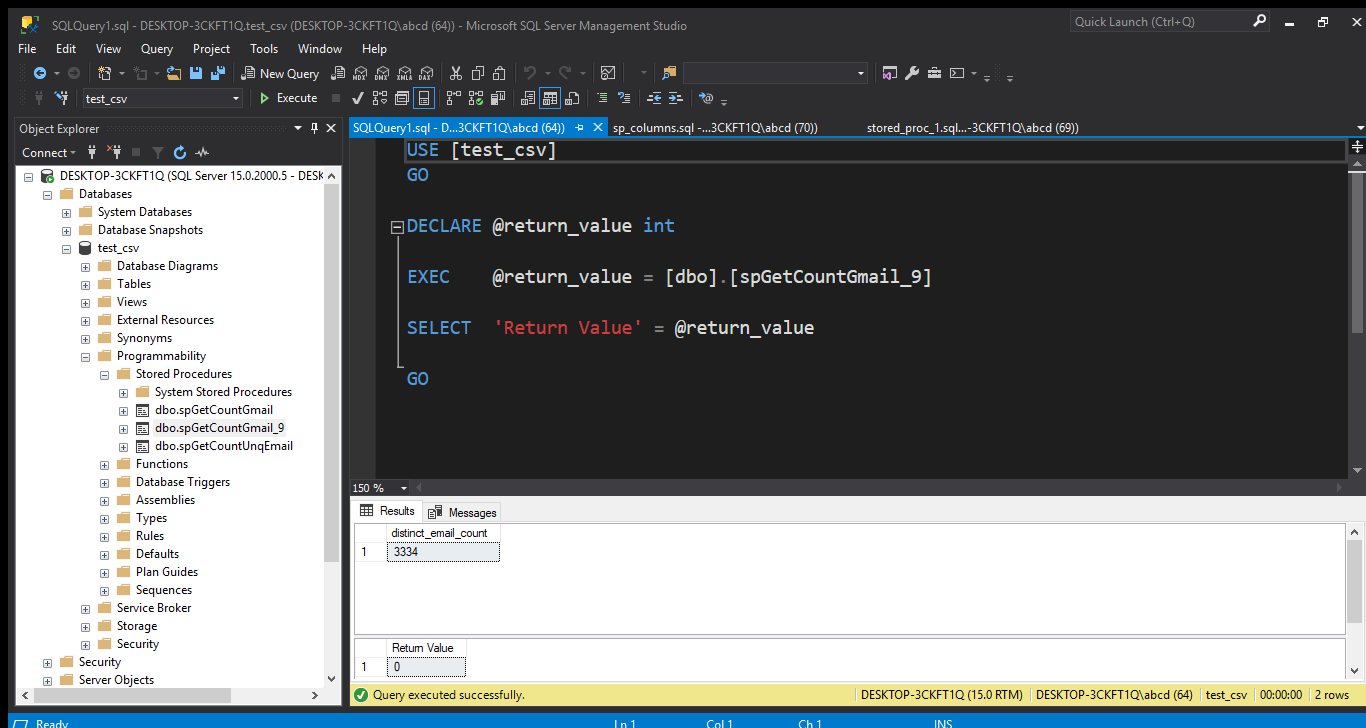 SQLQuery1.sql - DESKTOP-3CKFT1Q.test_csv (DESKTOP-3CKFT1Q\abcd (64)) - Microsoft SQL Server Management Studio
Quick Launch (Ctrl+Q)
File Edit View Query Project Tools Window Help
New Query MDX DMX XMLA DAX
test_csv Execute
Object Explorer
Connect
SQLQuery1.sql - D...3CKFT1Q\abcd (64)) sp_columns.sql -...3CKFT1Q\abcd (70)) stored_proc_1.sql...-3CKFT1Q\abcd (69))
DESKTOP-3CKFT1Q (SQL Server 15.0.2000.5 - DESK
Databases
System Databases
Database Snapshots
test_csv
Database Diagrams
Tables
Views
External Resources
Synonyms
Programmability
Stored Procedures
System Stored Procedures
dbo.spGetCountGmail
dbo.spGetCountGmail_9
dbo.spGetCountUnqEmail
Functions
Database Triggers
Assemblies
Types
Rules
Defaults
Plan Guides
Sequences
Service Broker
Storage
Security
Security
Server Objects
USE [test_csv]
GO
DECLARE @return_value int
EXEC @return_value = [dbo].[spGetCountGmail_9]
SELECT 'Return Value' = @return_value
GO
150 %
Results Messages
distinct_email_count
1 3334
Return Value
1 0
Query executed successfully. DESKTOP-3CKFT1Q (15.0 RTM) DESKTOP-3CKFT1Q\abcd (64) test_csv 00:00:00 2 rows
Ready Ln 1 Col 1 Ch 1 INS